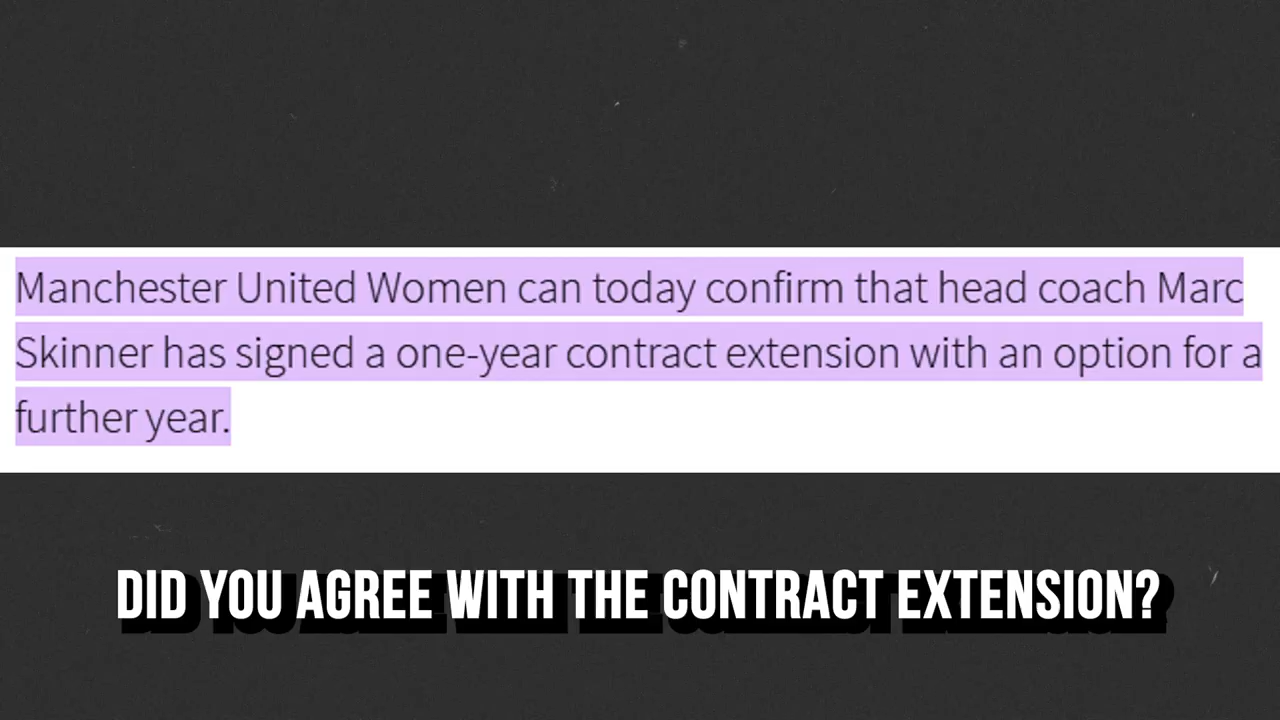 Manchester United Women can today confirm that head coach Marc
Skinner has signed a one-year contract extension with an option for a
further year.
DID YOU AGREE WITH THE CONTRACT EXTENSION?